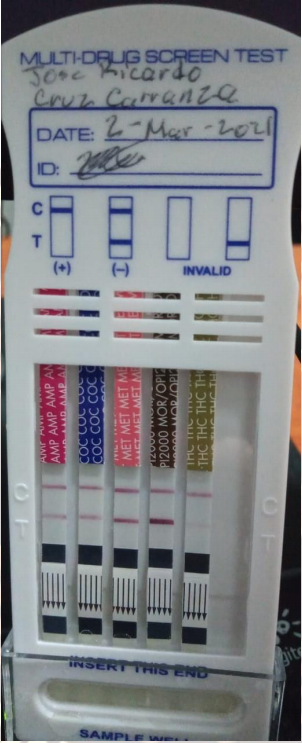 MULTI-DRUG SCREEN TEST
Jose Ricardo
Cruz Carranza
DATE: 2-Mar-2021
ID:
C
T
(+) (-) INVALID
AMP AMP AMP COC COC COC MET MET MET OPI2000 MOR/OPI2000 THC THC THC
C C
T T
INSERT THIS END
SAMPLE WELL